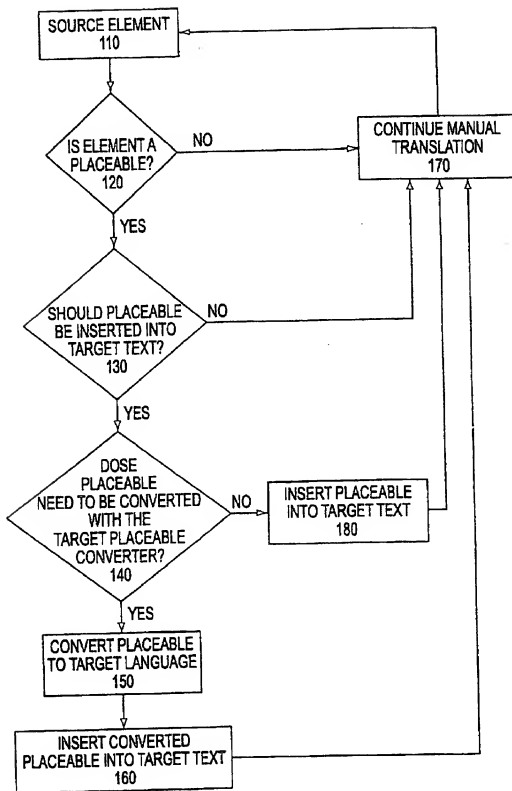 SOURCE ELEMENT
110
IS ELEMENT A
PLACEABLE?
120
NO
CONTINUE MANUAL
TRANSLATION
170
YES
SHOULD PLACEABLE
BE INSERTED INTO
TARGET TEXT?
130
NO
YES
DOSE
PLACEABLE
NEED TO BE CONVERTED
WITH THE
TARGET PLACEABLE
CONVERTER?
140
NO
INSERT PLACEABLE
INTO TARGET TEXT
180
YES
CONVERT PLACEABLE
TO TARGET LANGUAGE
150
INSERT CONVERTED
PLACEABLE INTO TARGET TEXT
160